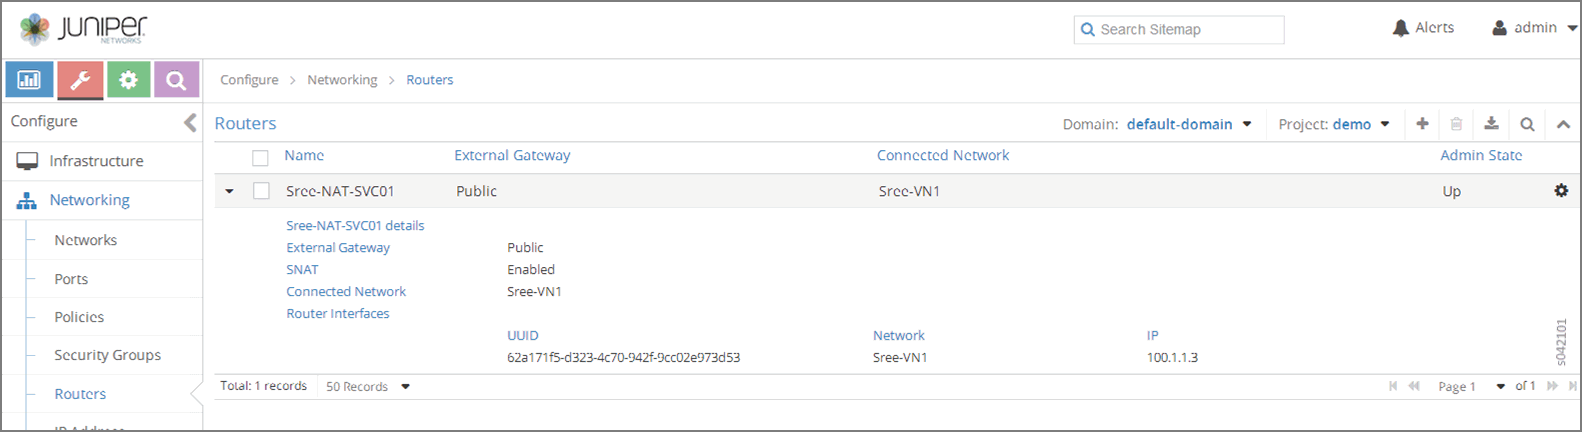 JUNIPER
NETWORKS
Search Sitemap
Alerts
admin
Configure > Networking > Routers
Configure
Infrastructure
Networking
Networks
Ports
Policies
Security Groups
Routers
IP Address
Routers
Domain: default-domain
Project: demo
Name External Gateway Connected Network Admin State
Sree-NAT-SVC01 Public Sree-VN1 Up
Sree-NAT-SVC01 details
External Gateway Public
SNAT Enabled
Connected Network Sree-VN1
Router Interfaces
UUID Network IP
62a171f5-d323-4c70-942f-9cc02e973d53 Sree-VN1 100.1.1.3
Total: 1 records 50 Records
Page 1 of 1
s042101